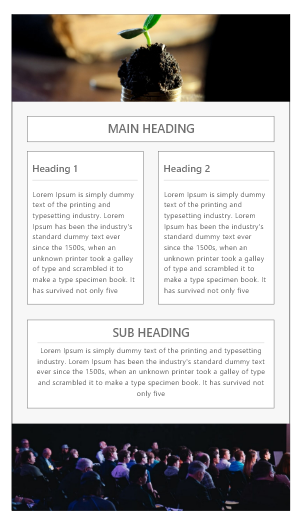 MAIN HEADING
Heading 1
Lorem Ipsum is simply dummy
text of the printing and
typesetting industry. Lorem
Ipsum has been the industry's
standard dummy text ever
since the 1500s, when an
unknown printer took a galley
of type and scrambled it to
make a type specimen book. It
has survived not only five
Heading 2
Lorem Ipsum is simply dummy
text of the printing and
typesetting industry. Lorem
Ipsum has been the industry's
standard dummy text ever
since the 1500s, when an
unknown printer took a galley
of type and scrambled it to
make a type specimen book. It
has survived not only five
SUB HEADING
Lorem Ipsum is simply dummy text of the printing and typesetting
industry. Lorem Ipsum has been the industry's standard dummy text
ever since the 1500s, when an unknown printer took a galley of type
and scrambled it to make a type specimen book. It has survived not
only five